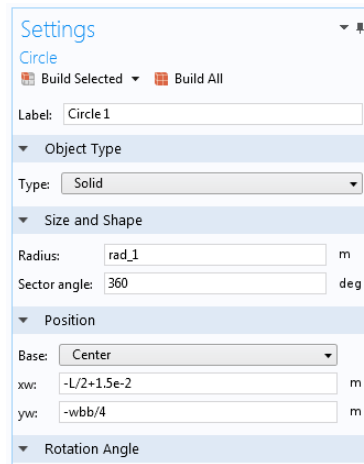 Settings
Circle
Build Selected Build All
Label: Circle 1
Object Type
Type: Solid
Size and Shape
Radius: rad_1 m
Sector angle: 360 deg
Position
Base: Center
xw: -L/2+1.5e-2 m
yw: -wbb/4 m
Rotation Angle